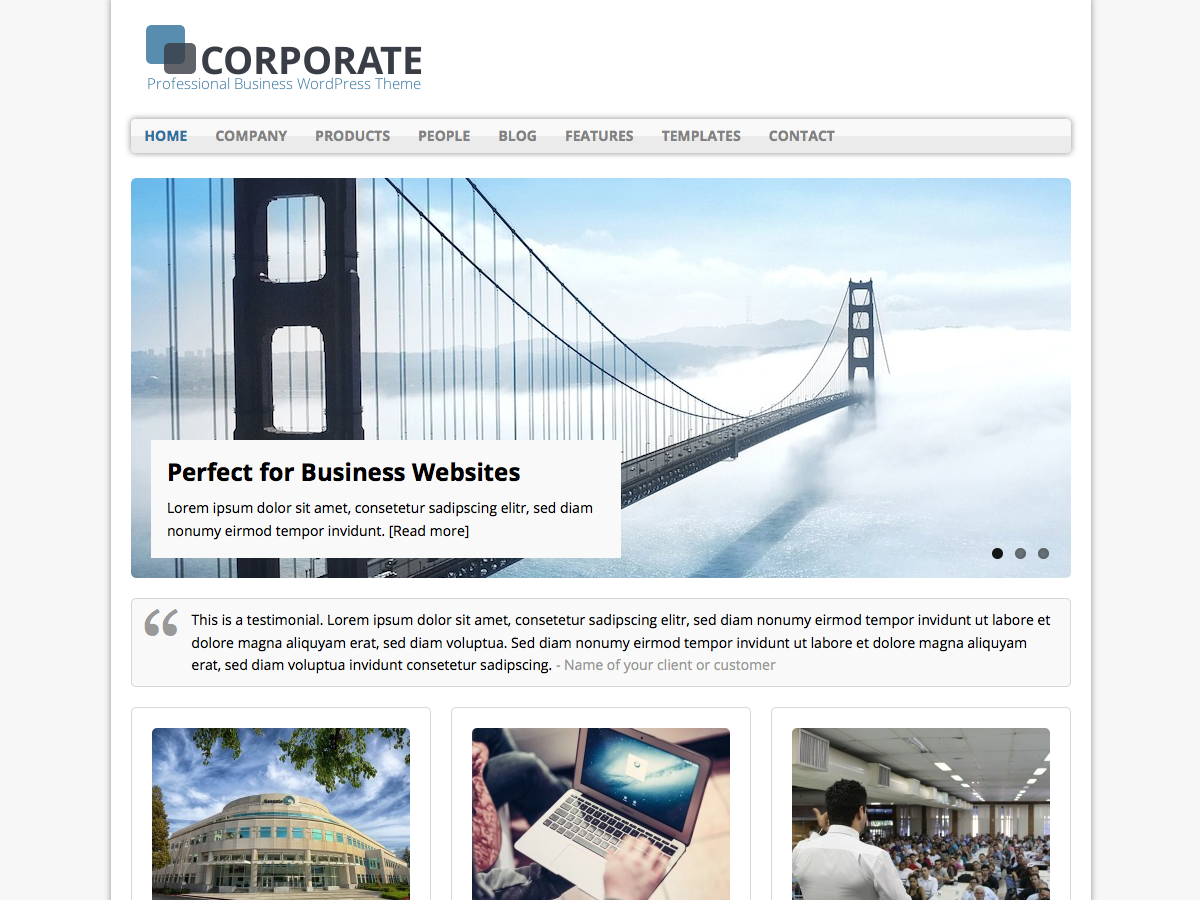 CORPORATE
Professional Business WordPress Theme
HOME COMPANY PRODUCTS PEOPLE BLOG FEATURES TEMPLATES CONTACT
Perfect for Business Websites
Lorem ipsum dolor sit amet, consetetur sadipscing elitr, sed diam
nonumy eirmod tempor invidunt. [Read more]
“
This is a testimonial. Lorem ipsum dolor sit amet, consetetur sadipscing elitr, sed diam nonumy eirmod tempor invidunt ut labore et
dolore magna aliquyam erat, sed diam voluptua. Sed diam nonumy eirmod tempor invidunt ut labore et dolore magna aliquyam
erat, sed diam voluptua invidunt consetetur sadipscing. - Name of your client or customer
Seagate